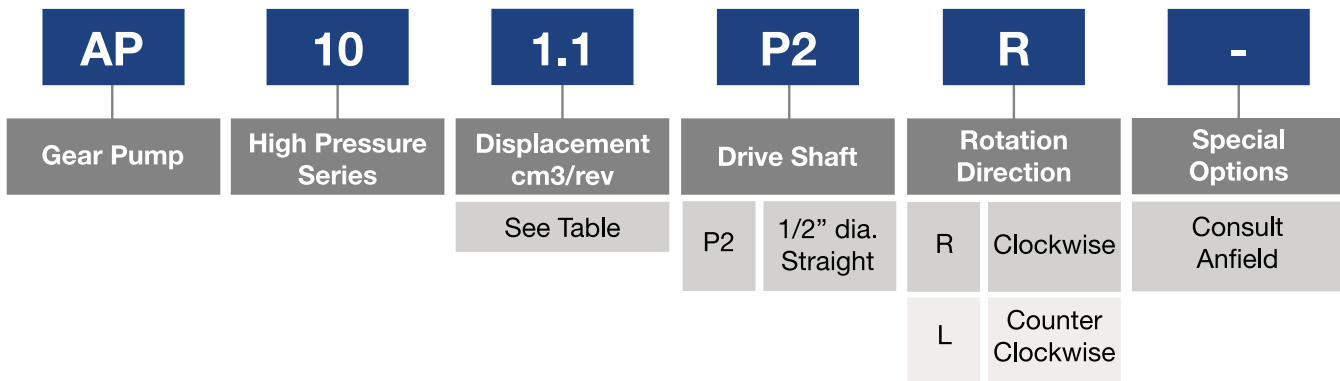 AP 10 1.1 P2 R -
Gear Pump
High Pressure
Series
Displacement
cm3/rev
Drive Shaft
Rotation
Direction
Special
Options
See Table
P2
1/2” dia.
Straight
R
Clockwise
Consult
Anfield
L
Counter
Clockwise